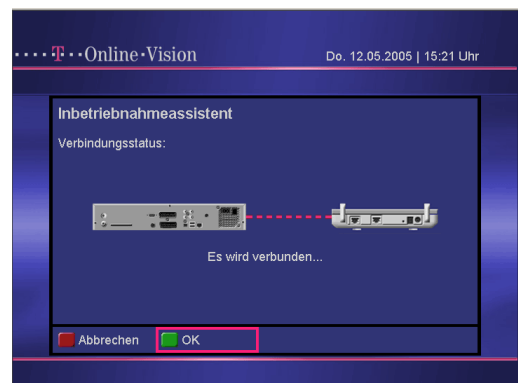 ····T··Online·Vision
Do. 12.05.2005 | 15:21 Uhr
Inbetriebnahmeassistent
Verbindungsstatus:
Es wird verbunden...
Abbrechen
OK